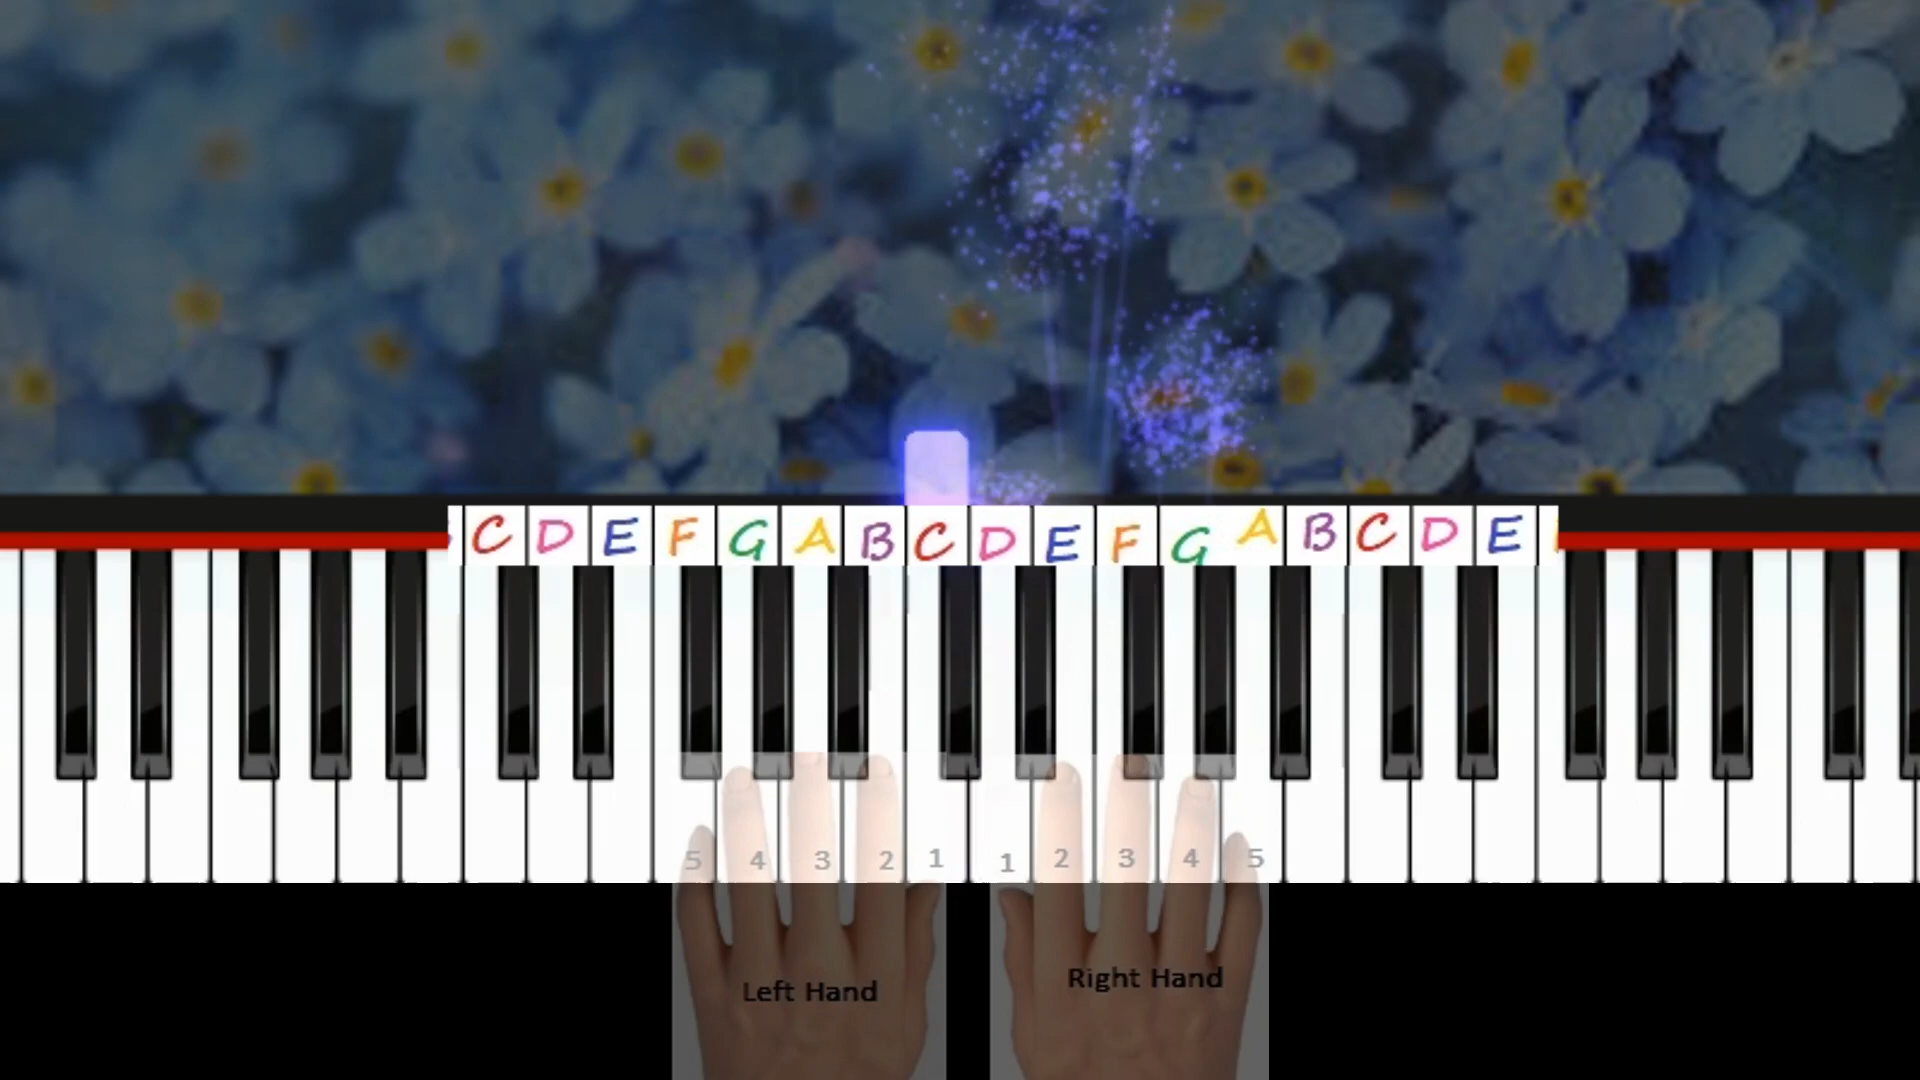 C D E F G A B C D E F G A B C D E
5 4 3 2 1 1 2 3 4 5
Left Hand Right Hand